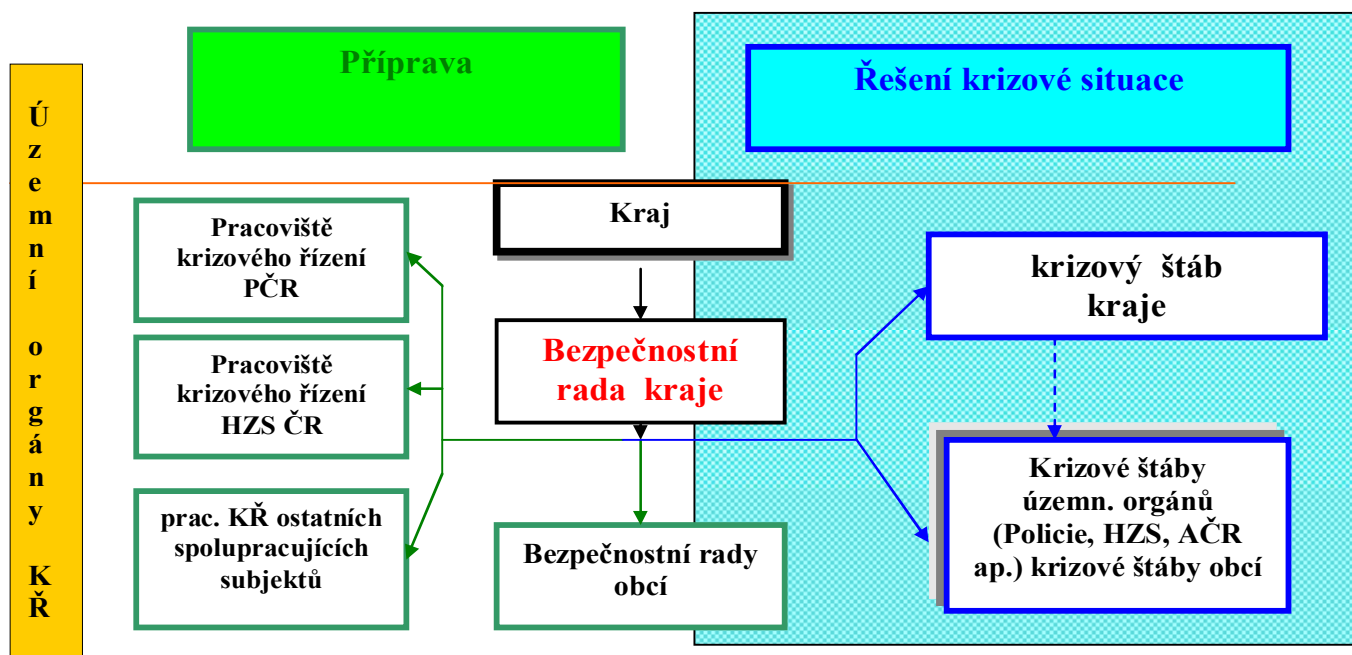 Územní orgány KŘ
Příprava
Řešení krizové situace
Kraj
Pracoviště
krizového řízení
PČR
krizový štáb
kraje
Bezpečnostní
rada kraje
Pracoviště
krizového řízení
HZS ČR
Krizové štáby
územn. orgánů
(Policie, HZS, AČR
ap.) krizové štáby obcí
prac. KŘ ostatních
spolupracujících
subjektů
Bezpečnostní rady
obcí